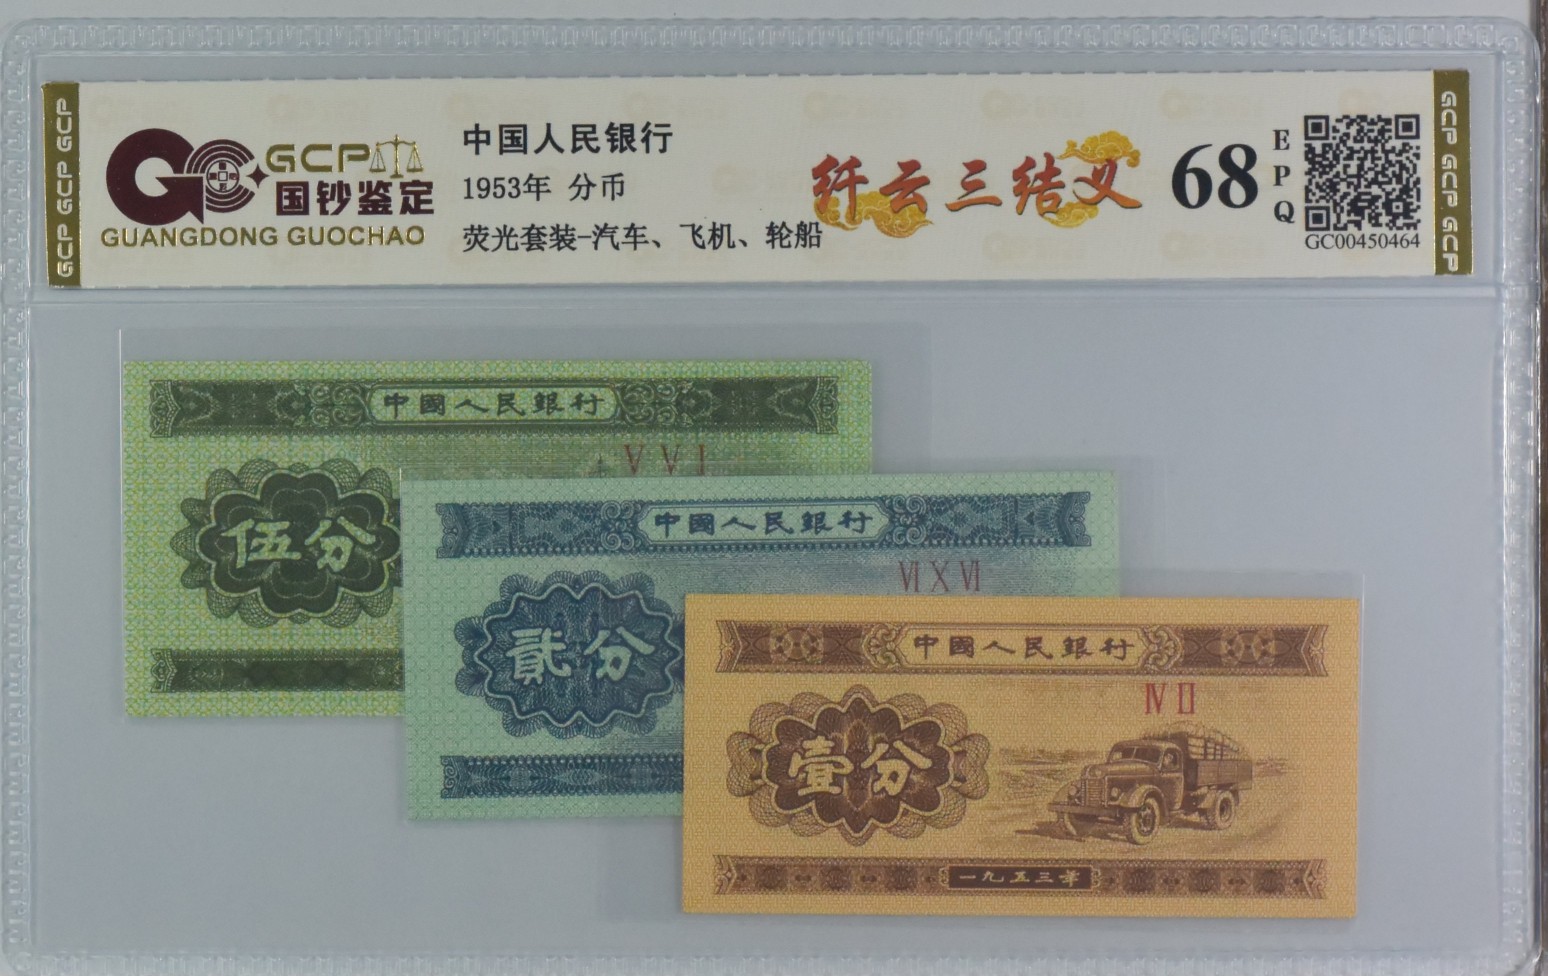 GCP GCP GCP
GCP
国钞鉴定
GUANGDONG GUOCHAO
中国人民银行
1953年 分币
荧光套装-汽车、飞机、轮船
纤云三结义
68
EPQ
GC00450464
GCP GCP GCP
中國人民銀行
V V I
伍分
中國人民銀行
VI X VI
貳分
中國人民銀行
IV II
壹分
一九五三年